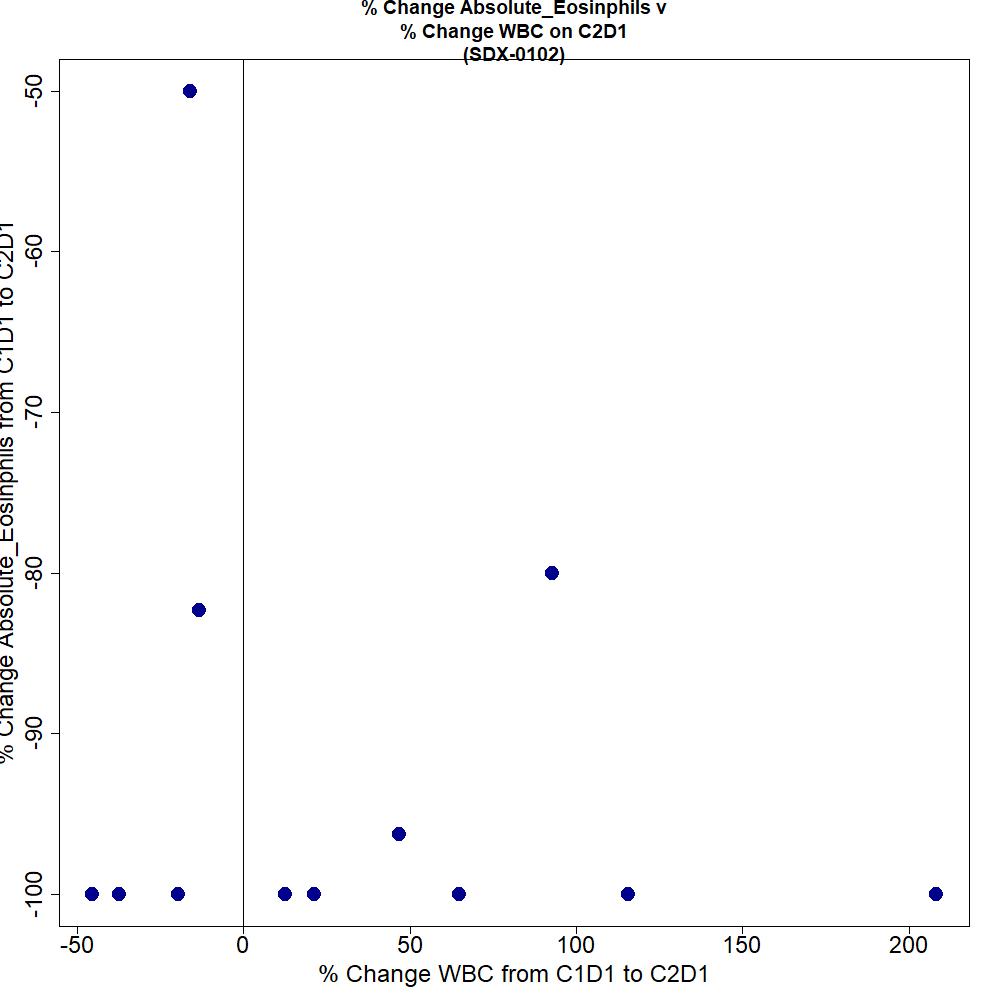 % Change Absolute_Eosinphils v
% Change WBC on C2D1
(SDX-0102)
% Change Absolute_Eosinphils from C1D1 to C2D1
-50
-60
-70
-80
-90
-100
-50
0
50
100
150
200
% Change WBC from C1D1 to C2D1